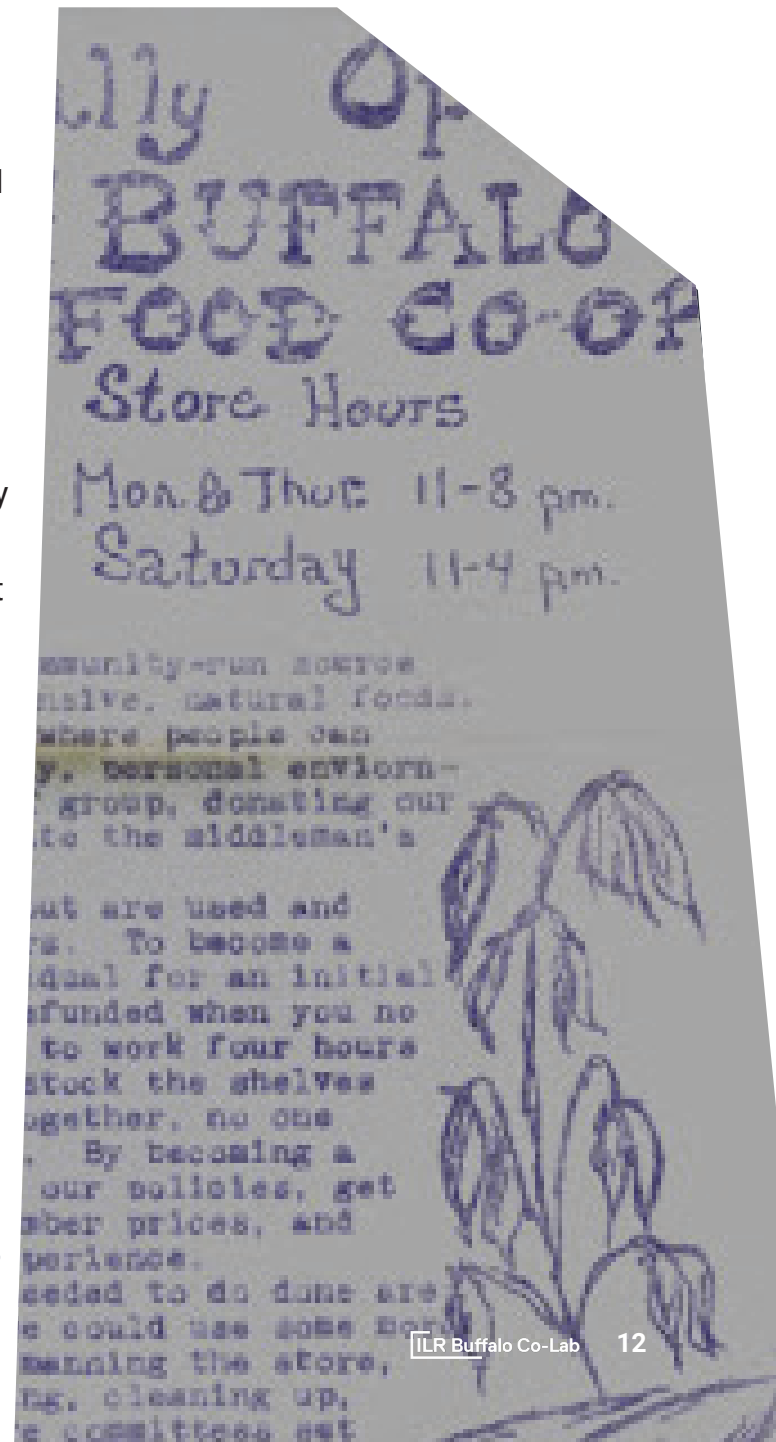 lly Op
BUFFALO
FOOD CO-OP
Store Hours
Mon & Thur 11-8 pm.
Saturday 11-4 pm.
mmunity-run source
nsive, natural foods.
where people can
y, personal enviorn-
group, donating our
to the middleman's
out are used and
rs. To become a
idual for an initial
efunded when you no
to work four hours
stock the shelves
ogether, no one
. By becoming a
our policies, get
mber prices, and
perience.
eeded to do done are
e could use some more
manning the store,
ng, cleaning up,
e committees get
ILR Buffalo Co-Lab 12